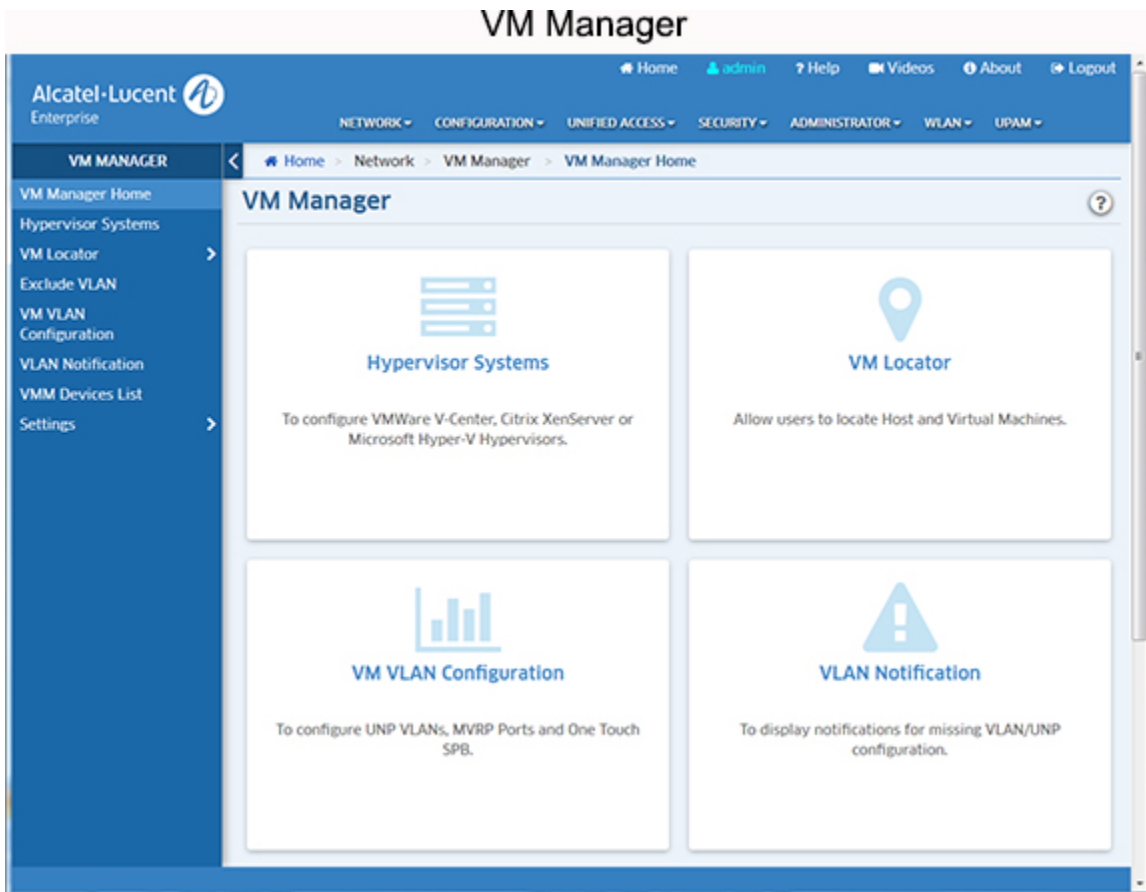 VM Manager
Home admin ? Help Videos About Logout
Alcatel·Lucent
Enterprise
NETWORK CONFIGURATION UNIFIED ACCESS SECURITY ADMINISTRATOR WLAN UPAM
VM MANAGER
Home > Network > VM Manager > VM Manager Home
VM Manager Home
Hypervisor Systems
VM Locator
Exclude VLAN
VM VLAN
Configuration
VLAN Notification
VMM Devices List
Settings
VM Manager
?
Hypervisor Systems
To configure VMWare V-Center, Citrix XenServer or
Microsoft Hyper-V Hypervisors.
VM Locator
Allow users to locate Host and Virtual Machines.
VM VLAN Configuration
To configure UNP VLANs, MVRP Ports and One Touch
SPB.
VLAN Notification
To display notifications for missing VLAN/UNP
configuration.